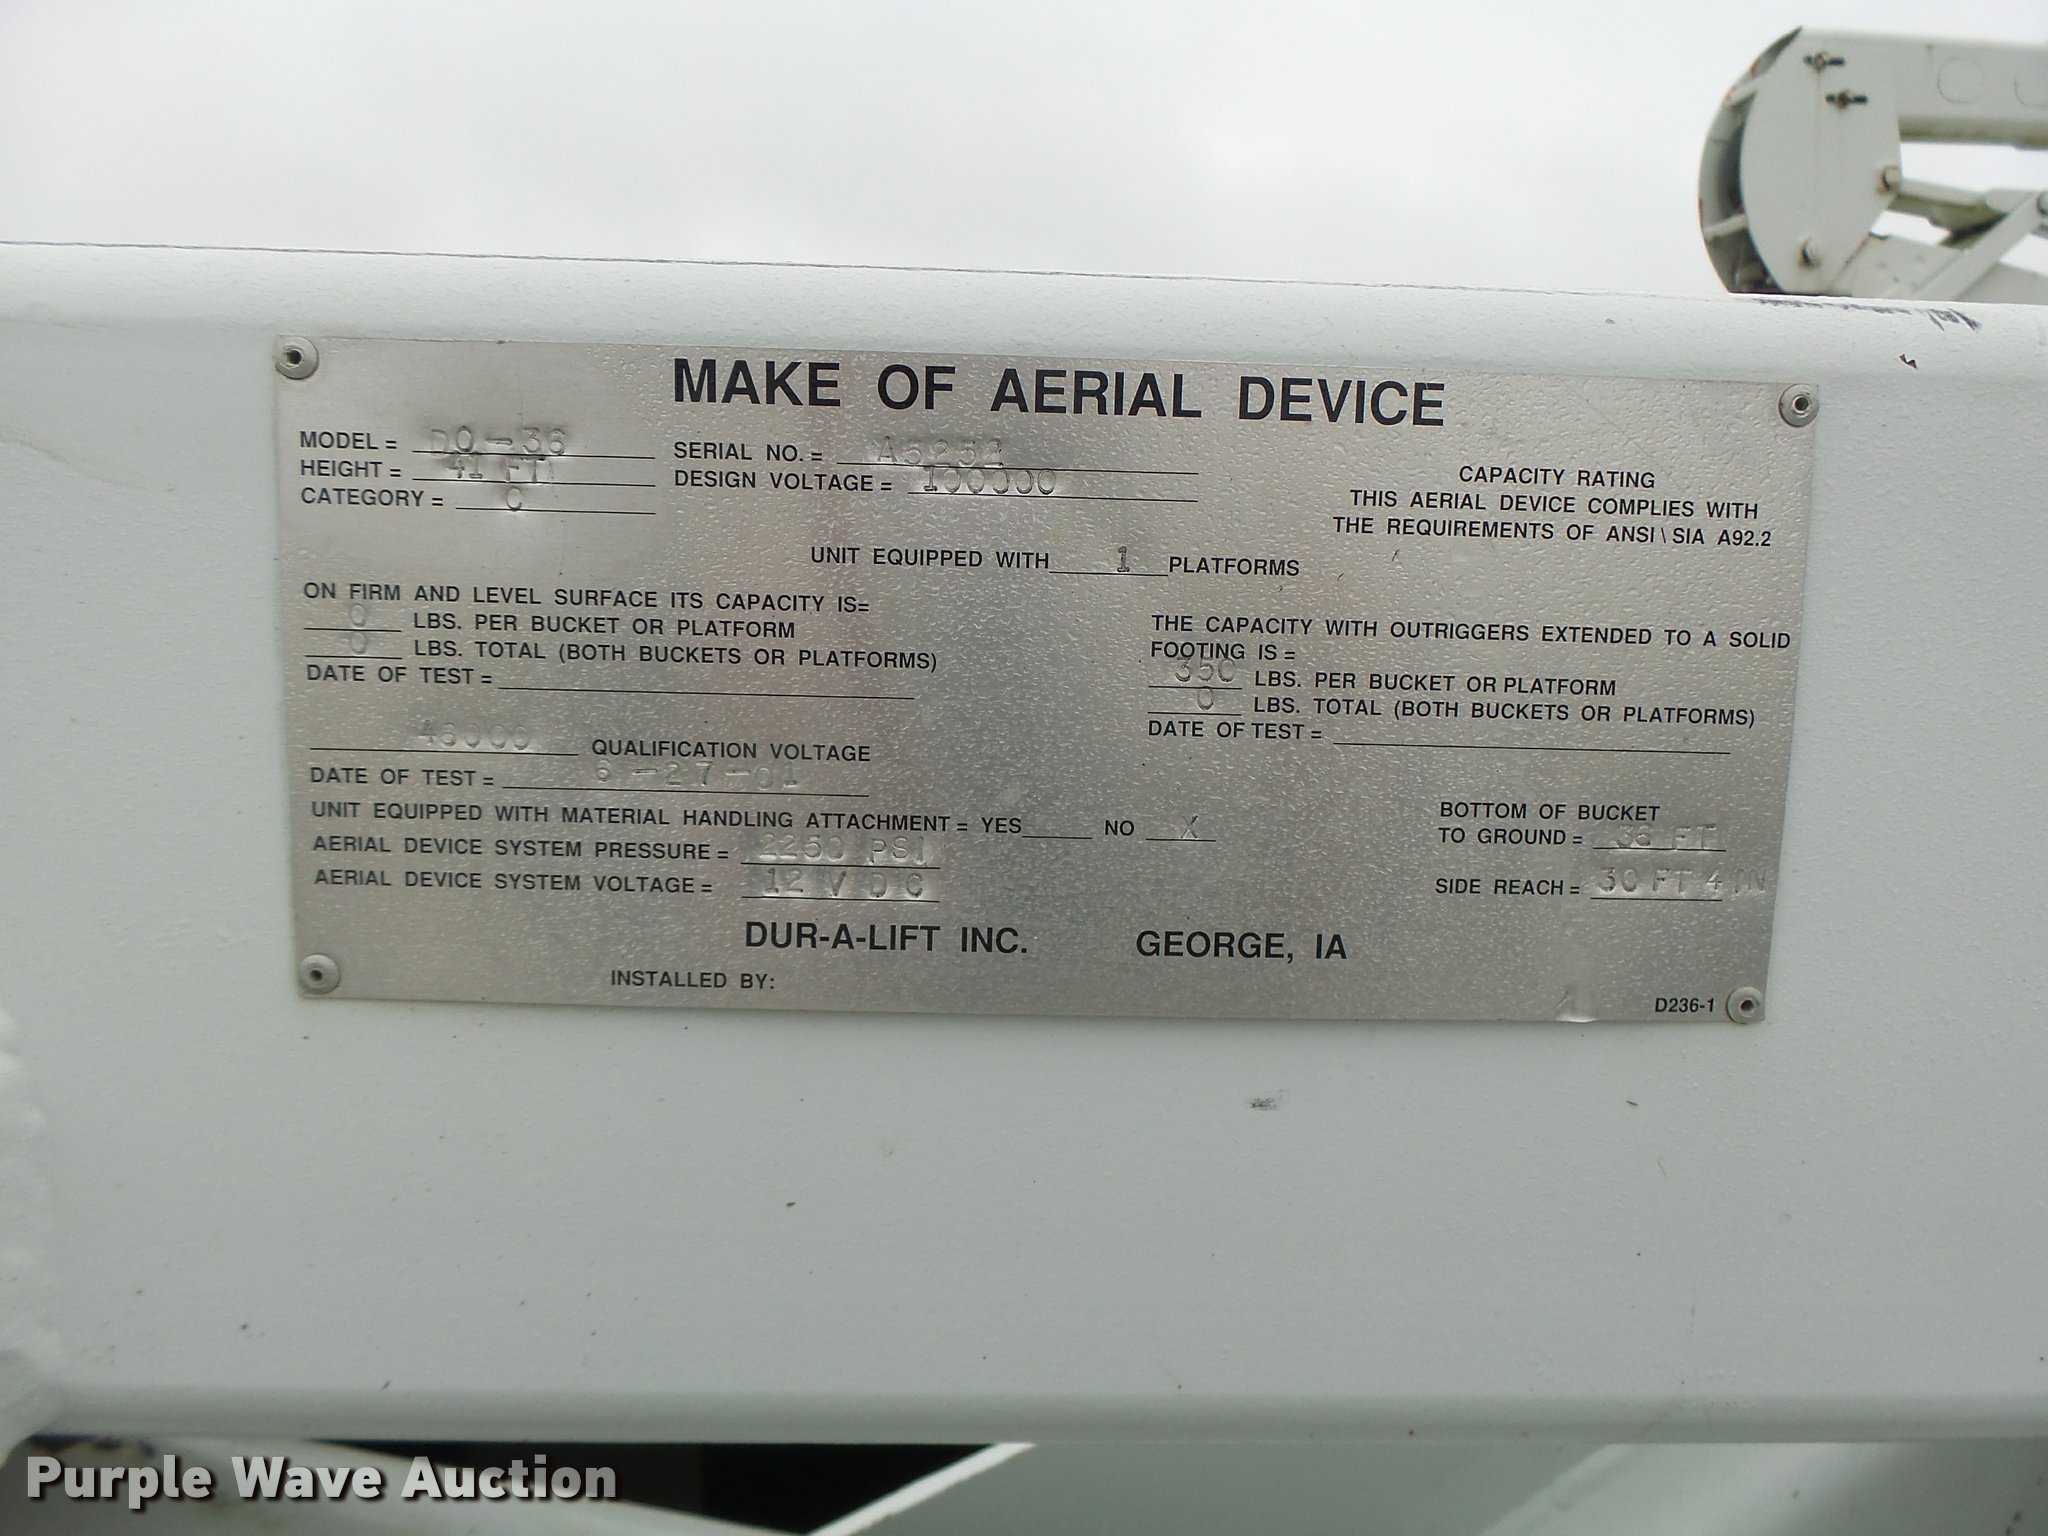 MAKE OF AERIAL DEVICE
MODEL = DO-36
HEIGHT = 41 FT
CATEGORY = C
SERIAL NO. = A5252
DESIGN VOLTAGE = 100000
CAPACITY RATING
THIS AERIAL DEVICE COMPLIES WITH
THE REQUIREMENTS OF ANSI\SIA A92.2
UNIT EQUIPPED WITH 1 PLATFORMS
ON FIRM AND LEVEL SURFACE ITS CAPACITY IS=
0 LBS. PER BUCKET OR PLATFORM
0 LBS. TOTAL (BOTH BUCKETS OR PLATFORMS)
DATE OF TEST =
THE CAPACITY WITH OUTRIGGERS EXTENDED TO A SOLID
FOOTING IS =
350 LBS. PER BUCKET OR PLATFORM
0 LBS. TOTAL (BOTH BUCKETS OR PLATFORMS)
DATE OF TEST =
QUALIFICATION VOLTAGE
DATE OF TEST = 6-27-01
UNIT EQUIPPED WITH MATERIAL HANDLING ATTACHMENT = YES NO X
AERIAL DEVICE SYSTEM PRESSURE = 2250 PSI
AERIAL DEVICE SYSTEM VOLTAGE = 12 V D C
BOTTOM OF BUCKET
TO GROUND = 36 FT
SIDE REACH = 30 FT 4 IN
DUR-A-LIFT INC. GEORGE, IA
INSTALLED BY:
D236-1
Purple Wave Auction